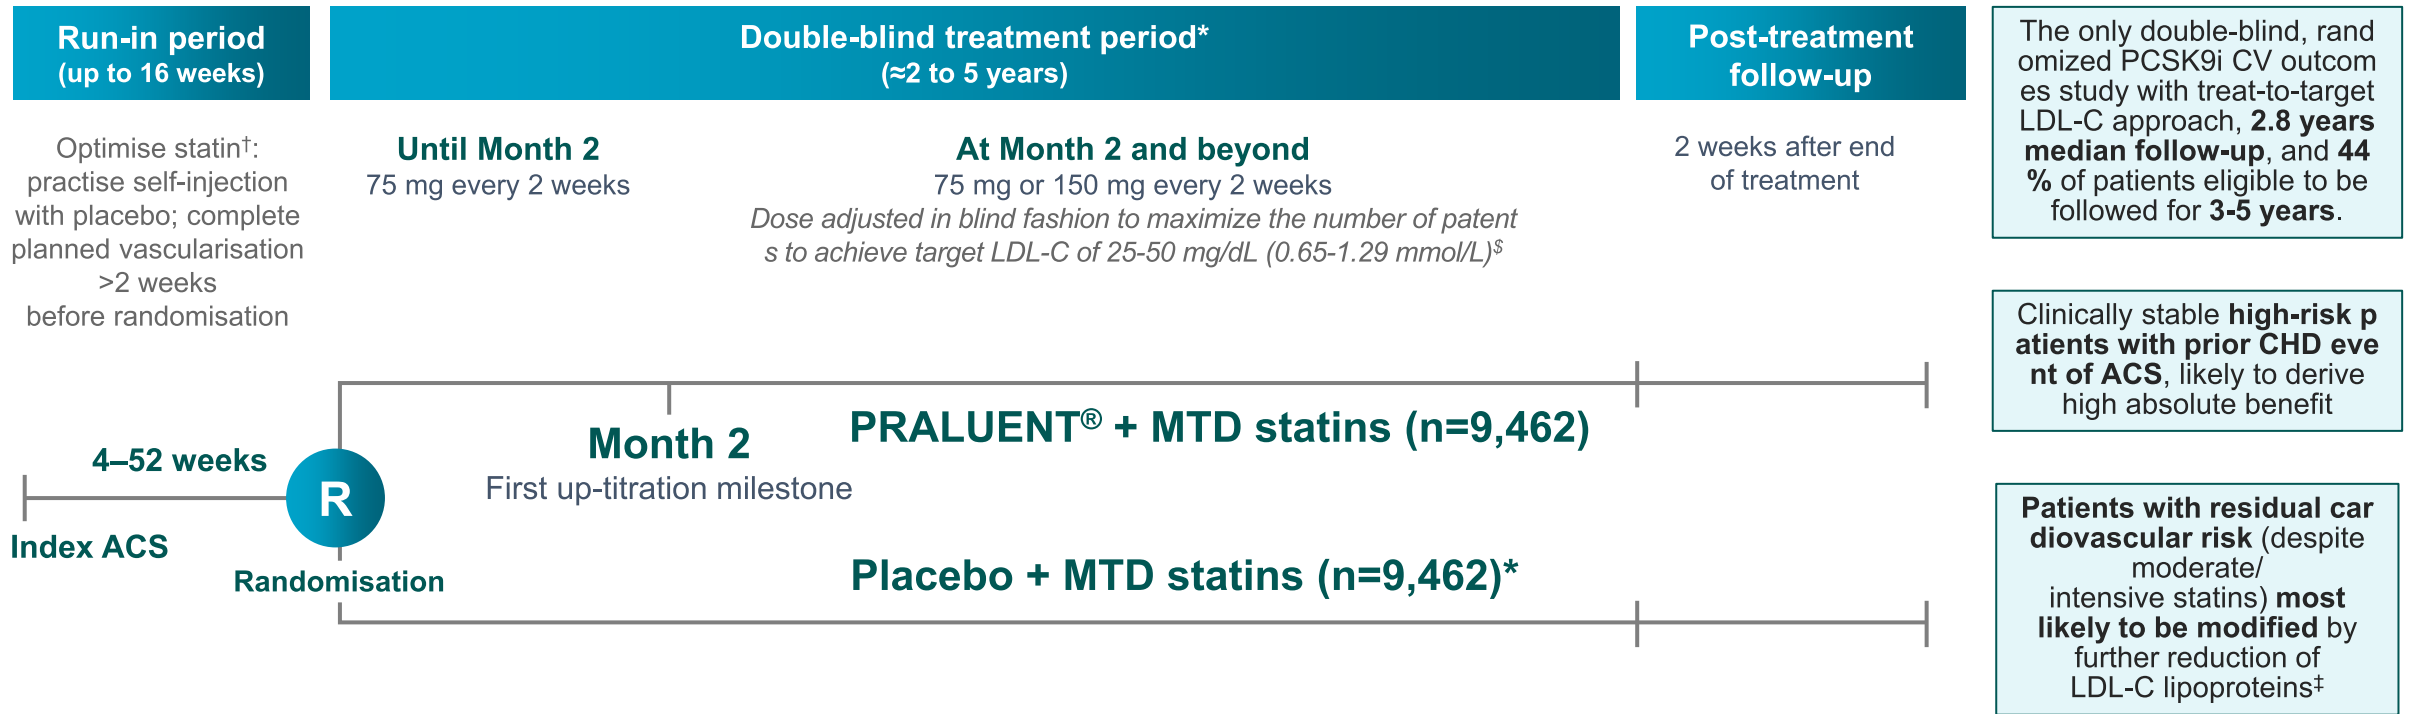 Run-in period
(up to 16 weeks)
Double-blind treatment period*
(≈2 to 5 years)
Post-treatment
follow-up
Optimise statin†:
practise self-injection
with placebo; complete
planned vascularisation
>2 weeks
before randomisation
Until Month 2
75 mg every 2 weeks
At Month 2 and beyond
75 mg or 150 mg every 2 weeks
Dose adjusted in blind fashion to maximize the number of patent
s to achieve target LDL-C of 25-50 mg/dL (0.65-1.29 mmol/L)$
2 weeks after end
of treatment
4–52 weeks
Index ACS
R
Randomisation
Month 2
First up-titration milestone
PRALUENT® + MTD statins (n=9,462)
Placebo + MTD statins (n=9,462)*
The only double-blind, rand
omized PCSK9i CV outcom
es study with treat-to-target
LDL-C approach, 2.8 years
median follow-up, and 44
% of patients eligible to be
followed for 3-5 years.
Clinically stable high-risk p
atients with prior CHD eve
nt of ACS, likely to derive
high absolute benefit
Patients with residual car
diovascular risk (despite
moderate/
intensive statins) most
likely to be modified by
further reduction of
LDL-C lipoproteins‡